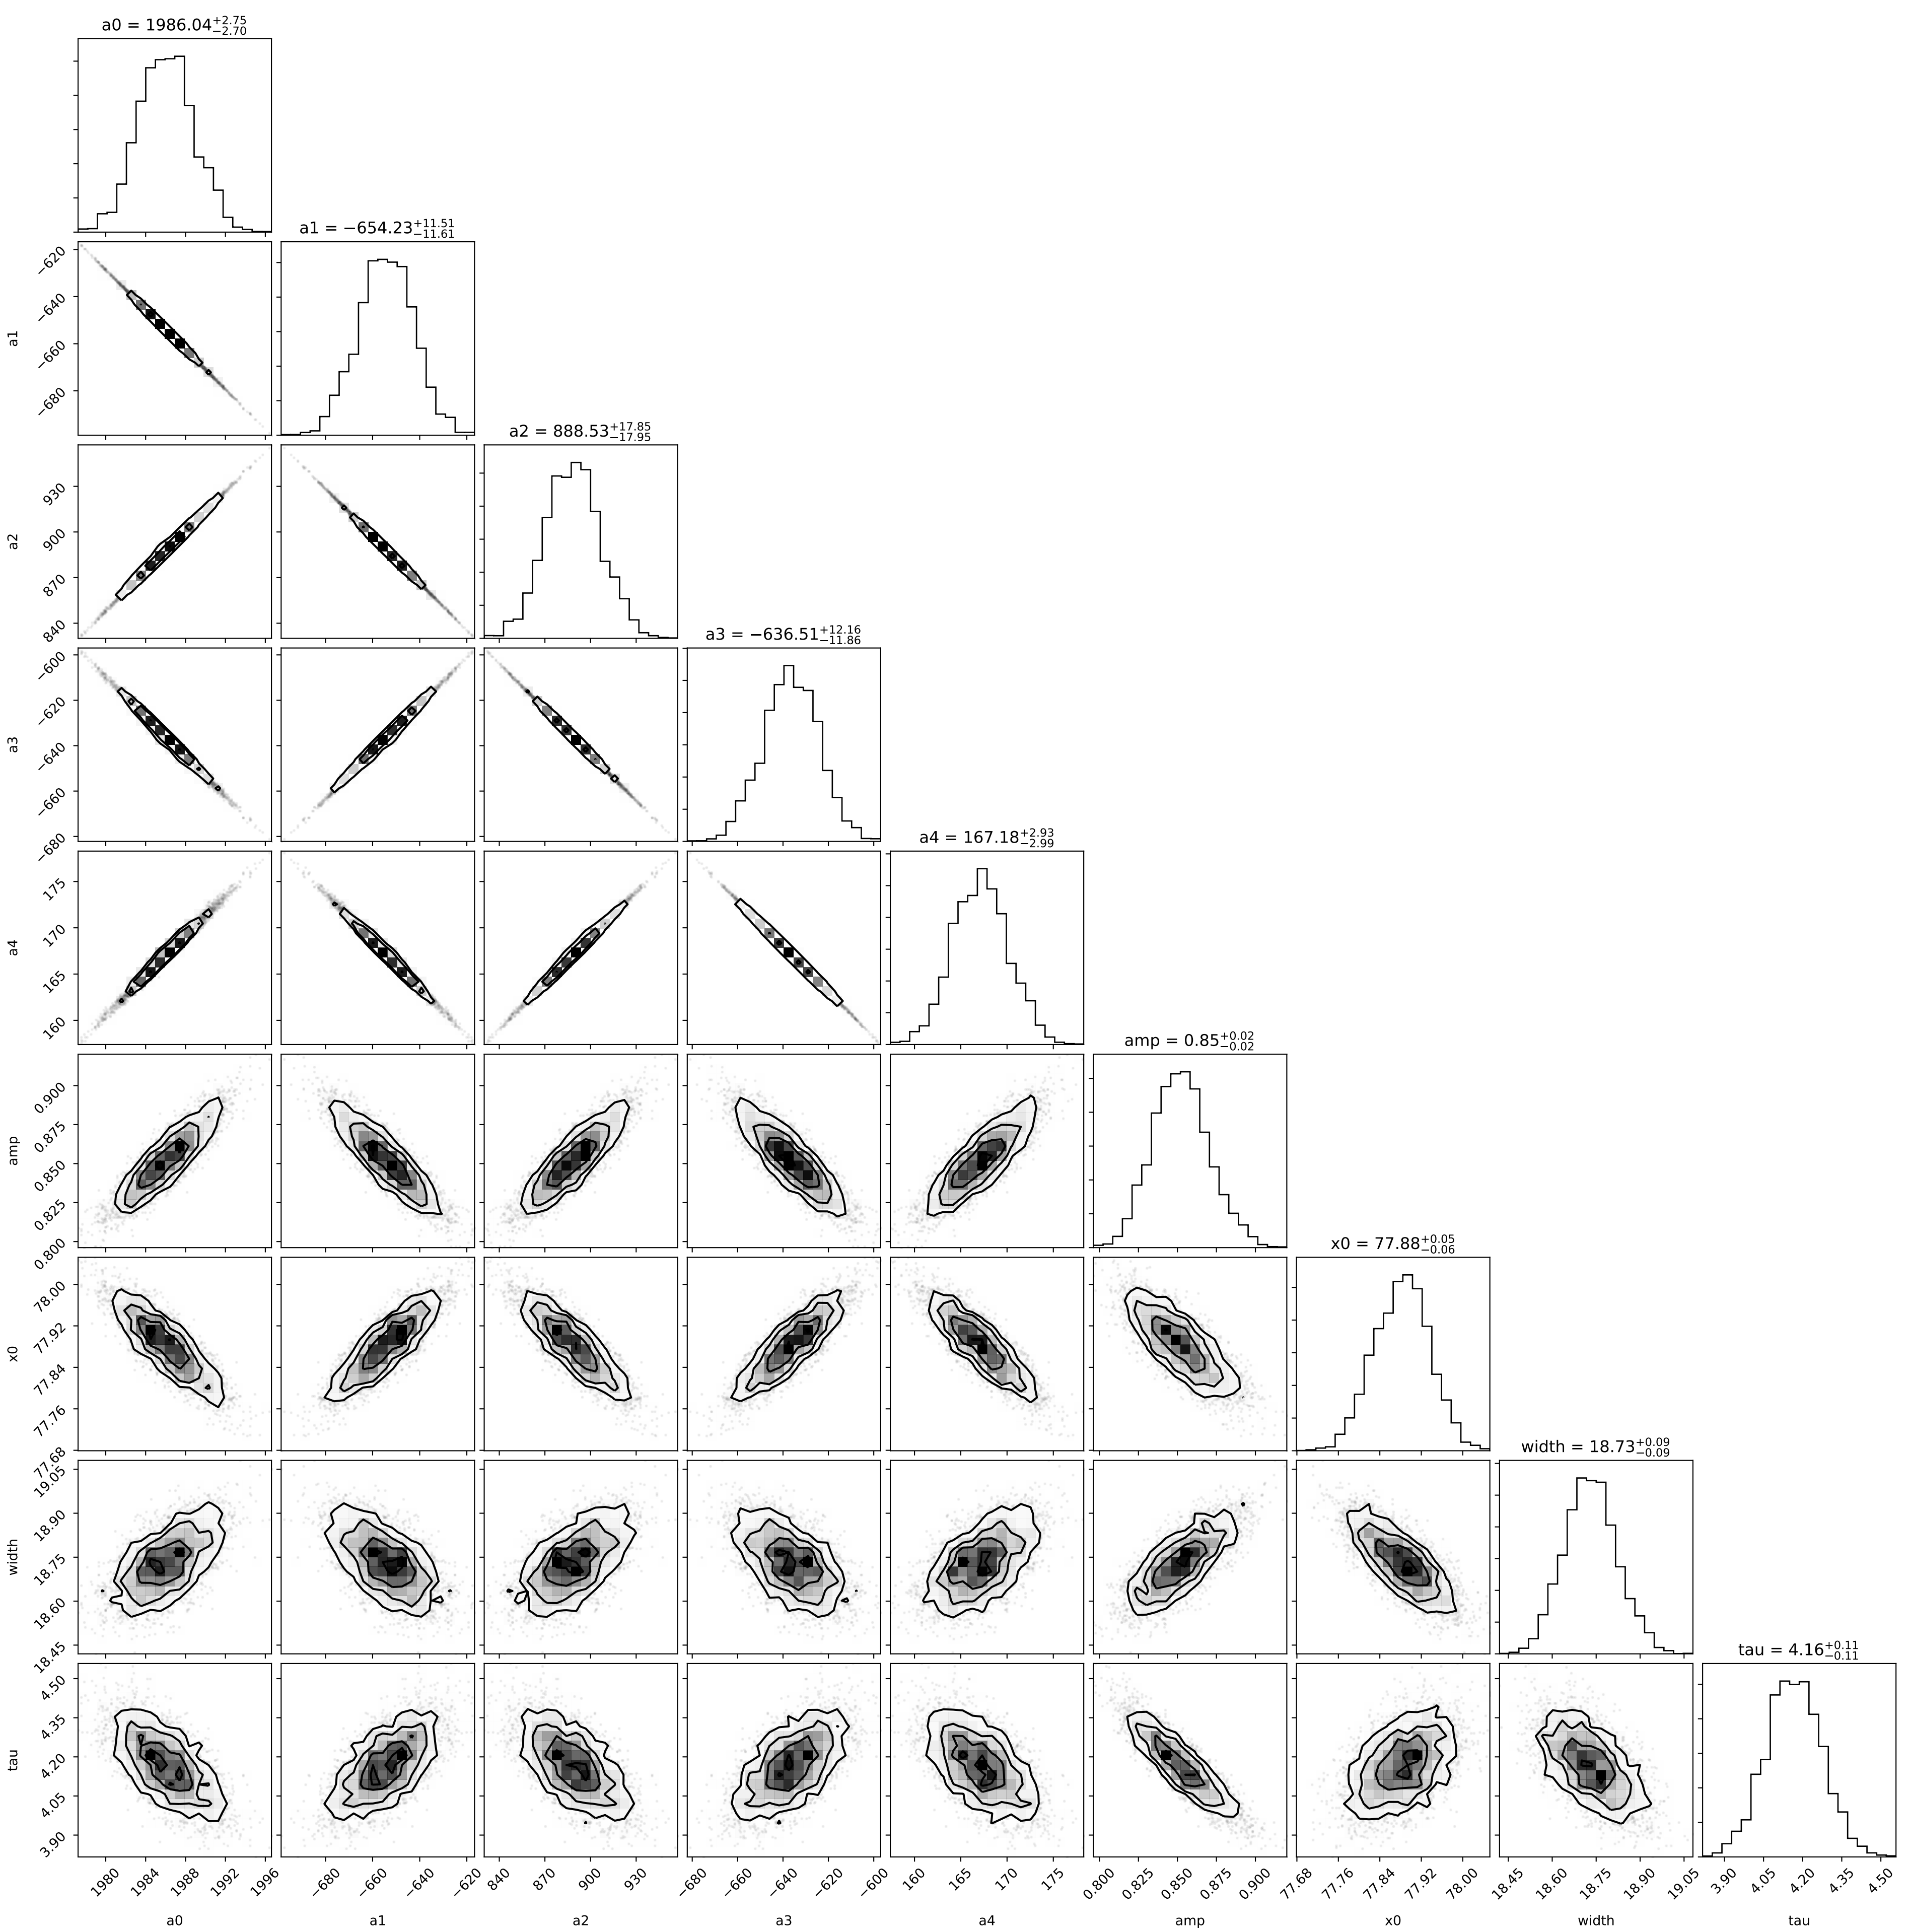 a0 = 1986.04+2.75−2.70
a1 = −654.23+11.51−11.61
−620
−640
−660
−680
a1
a2 = 888.53+17.85−17.95
930
900
870
840
a2
a3 = −636.51+12.16−11.86
−600
−620
−640
−660
−680
a3
a4 = 167.18+2.93−2.99
175
170
165
160
a4
amp = 0.85+0.02−0.02
0.900
0.875
0.850
0.825
0.800
amp
x0 = 77.88+0.05−0.06
78.00
77.92
77.84
77.76
77.68
x0
width = 18.73+0.09−0.09
19.05
18.90
18.75
18.60
18.45
width
tau = 4.16+0.11−0.11
4.50
4.35
4.20
4.05
3.90
tau
1980 1984 1988 1992 1996 −680 −660 −640 −620 840 870 900 930 −680 −660 −640 −620 −600 160 165 170 175 0.800 0.825 0.850 0.875 0.900 77.68 77.76 77.84 77.92 78.00 18.45 18.60 18.75 18.90 19.05 3.90 4.05 4.20 4.35 4.50
a0 a1 a2 a3 a4 amp x0 width tau